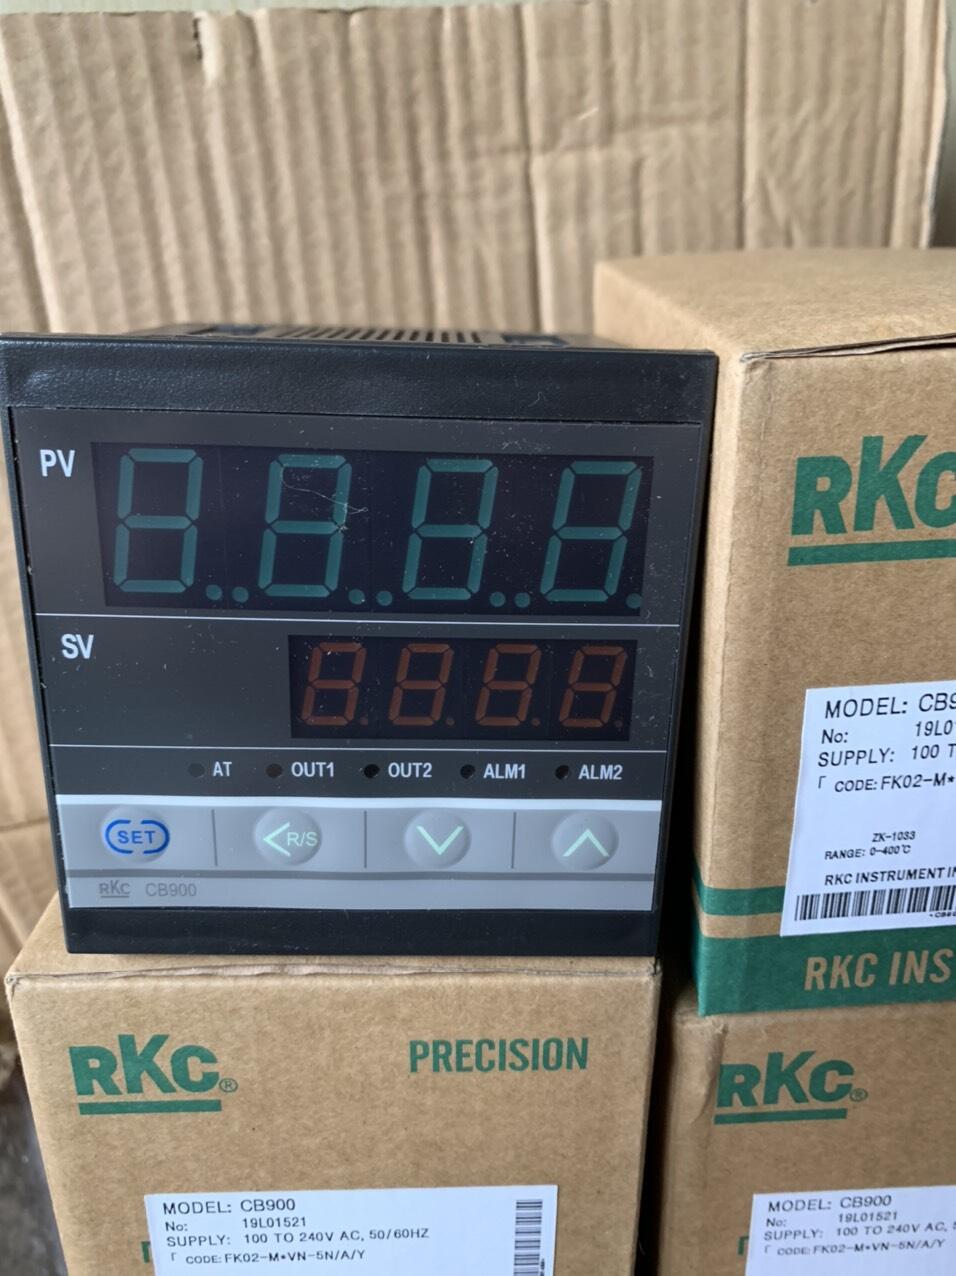 PV
SV
AT OUT1 OUT2 ALM1 ALM2
SET <R/S
RKC CB900
RKC
MODEL: CB9
No: 19L01
SUPPLY: 100 T
「 CODE: FK02-M*
ZK-1033
RANGE: 0-400℃
RKC INSTRUMENT IN
RKC INS
RKC® PRECISION
MODEL: CB900
No: 19L01521
SUPPLY: 100 TO 240V AC, 50/60HZ
「 CODE: FK02-M*VN-5N/A/Y
RKC®
MODEL: CB900
No: 19L01521
SUPPLY: 100 TO 240V AC, 5
「 CODE: FK02-M*VN-5N/A/Y